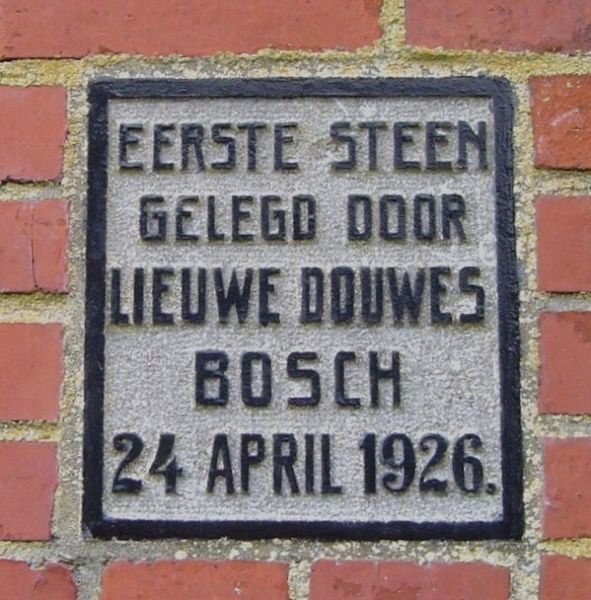 EERSTE STEEN
GELEGD DOOR
LIEUWE DOUWES
BOSCH
24 APRIL 1926.